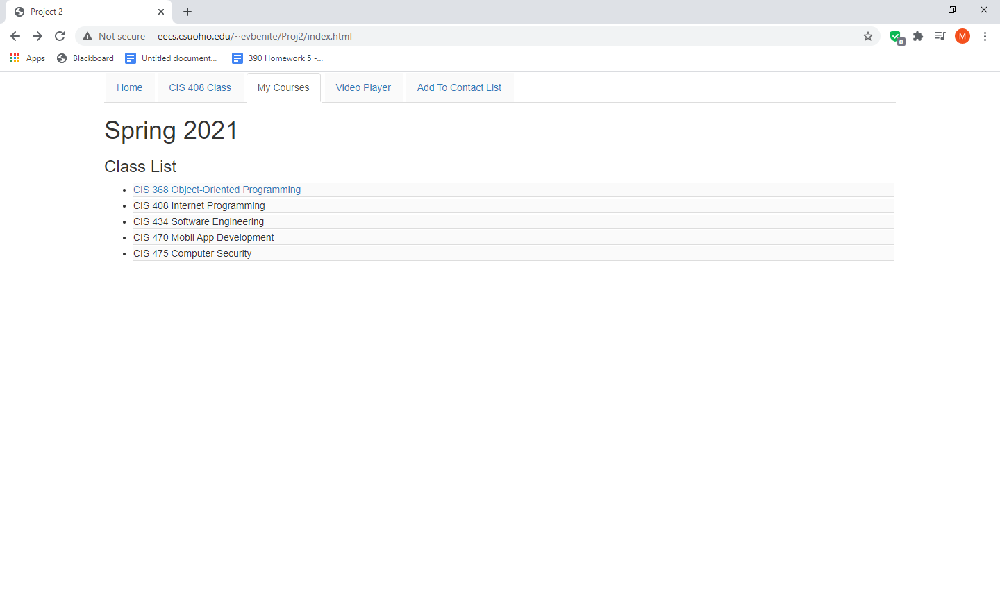 Project 2
Not secure eecs.csuohio.edu/~evbenite/Proj2/index.html
0
M
Apps Blackboard Untitled document... 390 Homework 5 -...
Home CIS 408 Class My Courses Video Player Add To Contact List
Spring 2021
Class List
CIS 368 Object-Oriented Programming
CIS 408 Internet Programming
CIS 434 Software Engineering
CIS 470 Mobil App Development
CIS 475 Computer Security